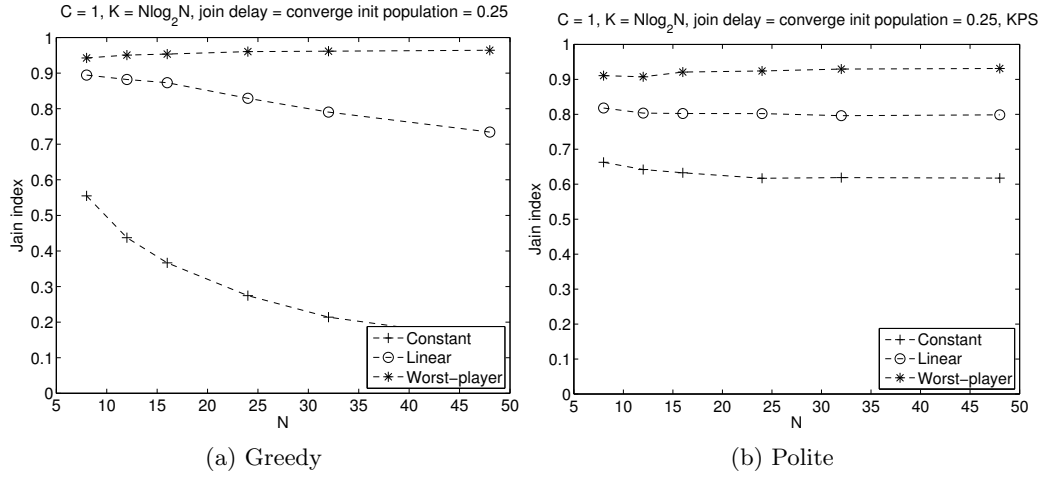 C = 1, K = Nlog₂N, join delay = converge init population = 0.25
Jain index
1
0.9
0.8
0.7
0.6
0.5
0.4
0.3
0.2
0.1
0
5 10 15 20 25 30 35 40 45 50
N
Constant
Linear
Worst−player
(a) Greedy
C = 1, K = Nlog₂N, join delay = converge init population = 0.25, KPS
Jain index
1
0.9
0.8
0.7
0.6
0.5
0.4
0.3
0.2
0.1
0
5 10 15 20 25 30 35 40 45 50
N
Constant
Linear
Worst−player
(b) Polite